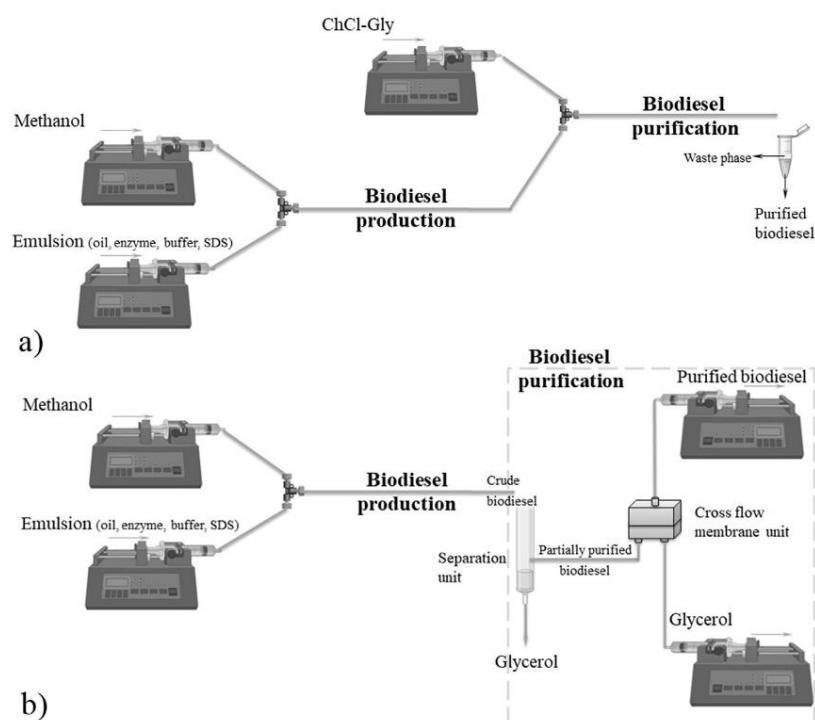 ChCl-Gly
Methanol
Biodiesel
purification
Waste phase
Biodiesel
production
Purified
biodiesel
Emulsion (oil, enzyme, buffer, SDS)
a)
Biodiesel
purification
Purified biodiesel
Methanol
Biodiesel
production
Crude
biodiesel
Emulsion (oil, enzyme, buffer, SDS)
Cross flow
membrane unit
Separation
unit
Partially purified
biodiesel
Glycerol
Glycerol
b)